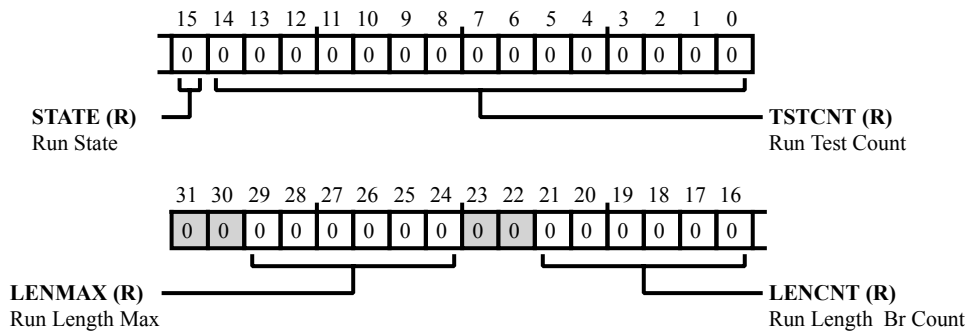 15 14 13 12 11 10 9 8 7 6 5 4 3 2 1 0
0 0 0 0 0 0 0 0 0 0 0 0 0 0 0 0
STATE (R)
Run State
TSTCNT (R)
Run Test Count
31 30 29 28 27 26 25 24 23 22 21 20 19 18 17 16
0 0 0 0 0 0 0 0 0 0 0 0 0 0 0 0
LENMAX (R)
Run Length Max
LENCNT (R)
Run Length Br Count